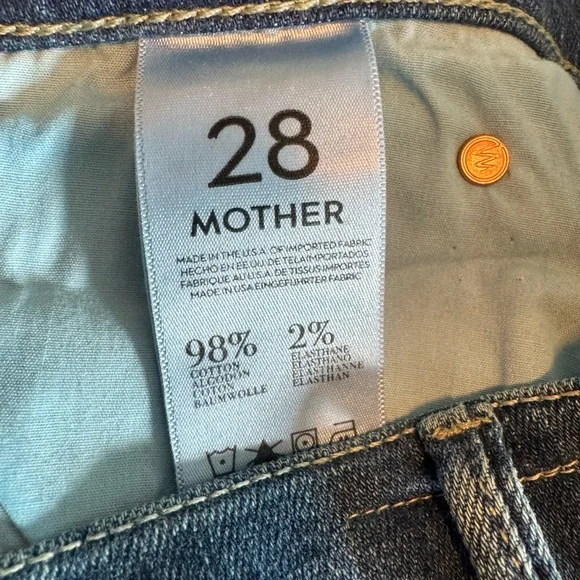 28
MOTHER
MADE IN THE U.S.A. OF IMPORTED FABRIC
HECHO EN EE.UU. DE TELA IMPORTADOS
FABRIQUE AU U.S.A. DE TISSUS IMPORTES
MADE IN USA EINGEFÜHRTER FABRIC
98% 2%
COTTON ELASTHANE
ALGODON ELASTHANO
COTON ELASTHANNE
BAUMWOLLE ELASTHAN
M